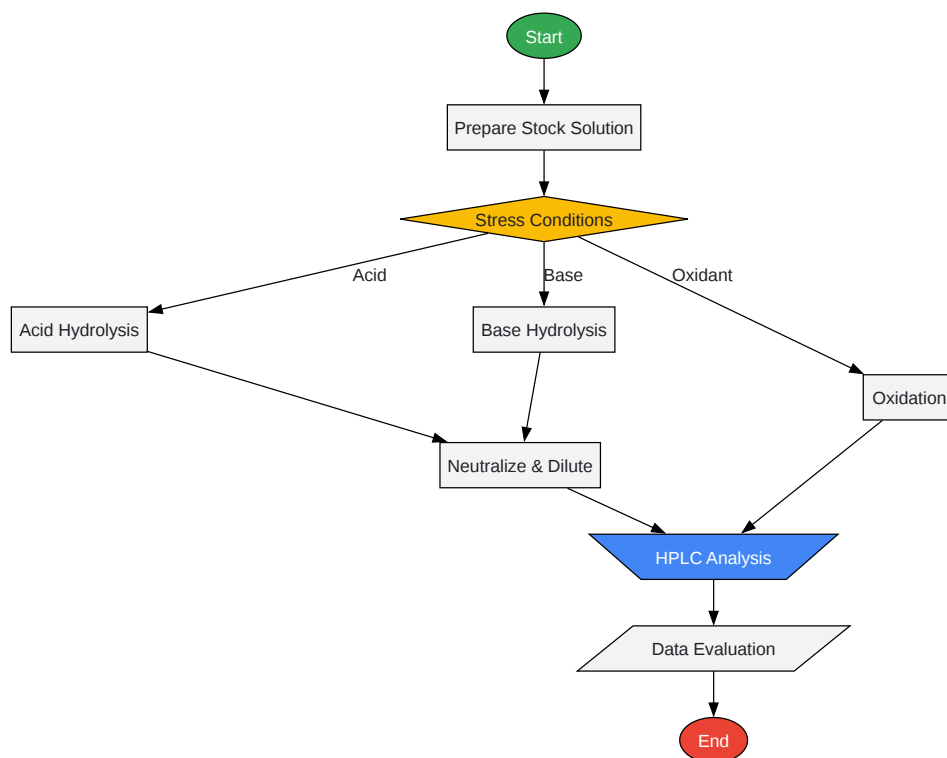 Start
Prepare Stock Solution
Stress Conditions
Acid
Base
Oxidant
Acid Hydrolysis
Base Hydrolysis
Oxidation
Neutralize & Dilute
HPLC Analysis
Data Evaluation
End